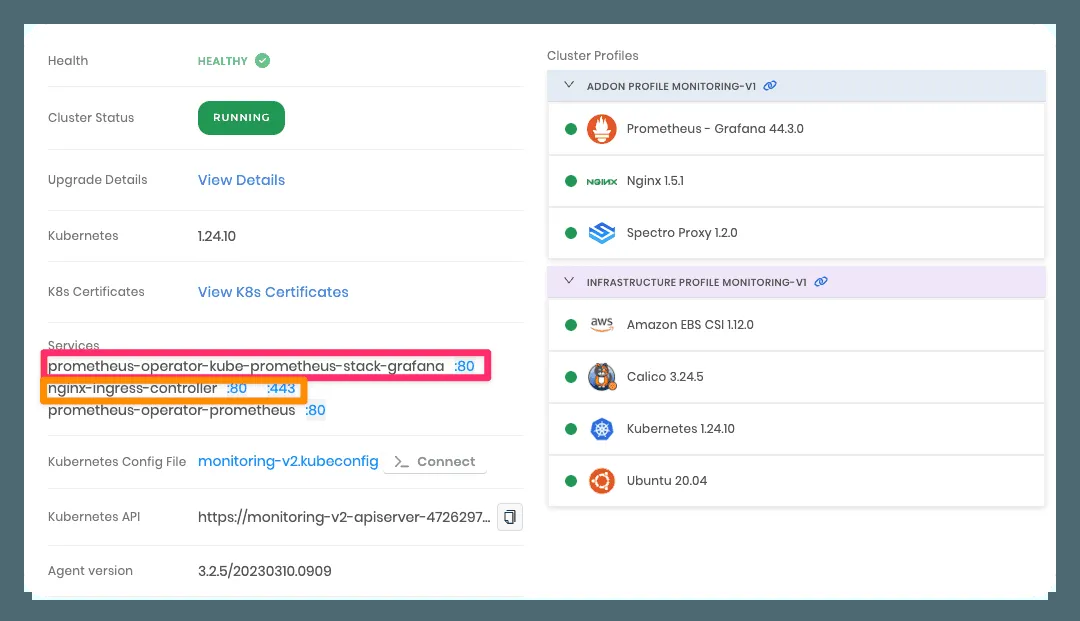 Health HEALTHY
Cluster Status RUNNING
Upgrade Details View Details
Kubernetes 1.24.10
K8s Certificates View K8s Certificates
Services
prometheus-operator-kube-prometheus-stack-grafana :80
nginx-ingress-controller :80 :443
prometheus-operator-prometheus :80
Kubernetes Config File monitoring-v2.kubeconfig Connect
Kubernetes API https://monitoring-v2-apiserver-4726297...
Agent version 3.2.5/20230310.0909
Cluster Profiles
ADDON PROFILE MONITORING-V1
Prometheus - Grafana 44.3.0
NGINX Nginx 1.5.1
Spectro Proxy 1.2.0
INFRASTRUCTURE PROFILE MONITORING-V1
aws Amazon EBS CSI 1.12.0
Calico 3.24.5
Kubernetes 1.24.10
Ubuntu 20.04